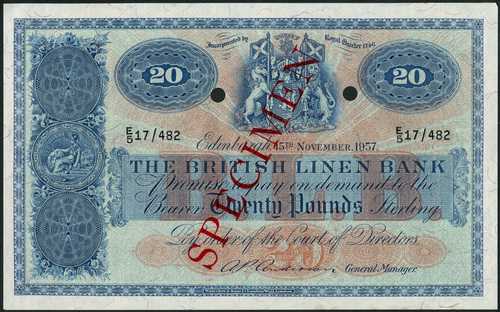 Incorporated by Royal Charter 1746.
20
20
E/5 17/482
E/5 17/482
Edinburgh, 15TH NOVEMBER, 1957.
THE BRITISH LINEN BANK
Promise to pay on demand to the
Bearer Twenty Pounds Sterling
By order of the Court of Directors.
General Manager.
SPECIMEN